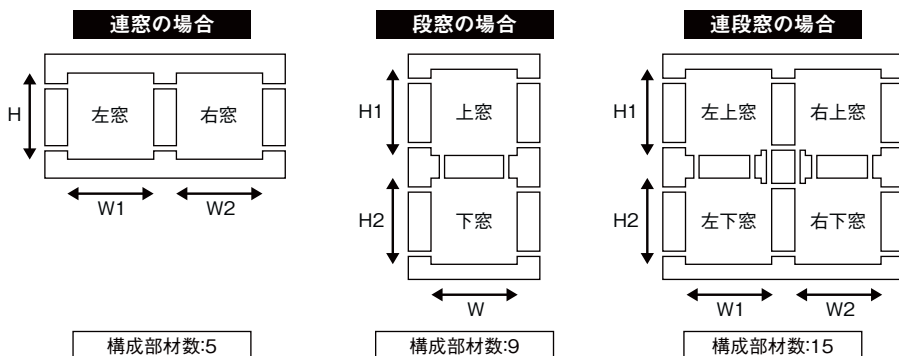 連窓の場合
H
左窓
右窓
W1
W2
構成部材数:5
段窓の場合
H1
上窓
H2
下窓
W
構成部材数:9
連段窓の場合
H1
左上窓
右上窓
H2
左下窓
右下窓
W1
W2
構成部材数:15